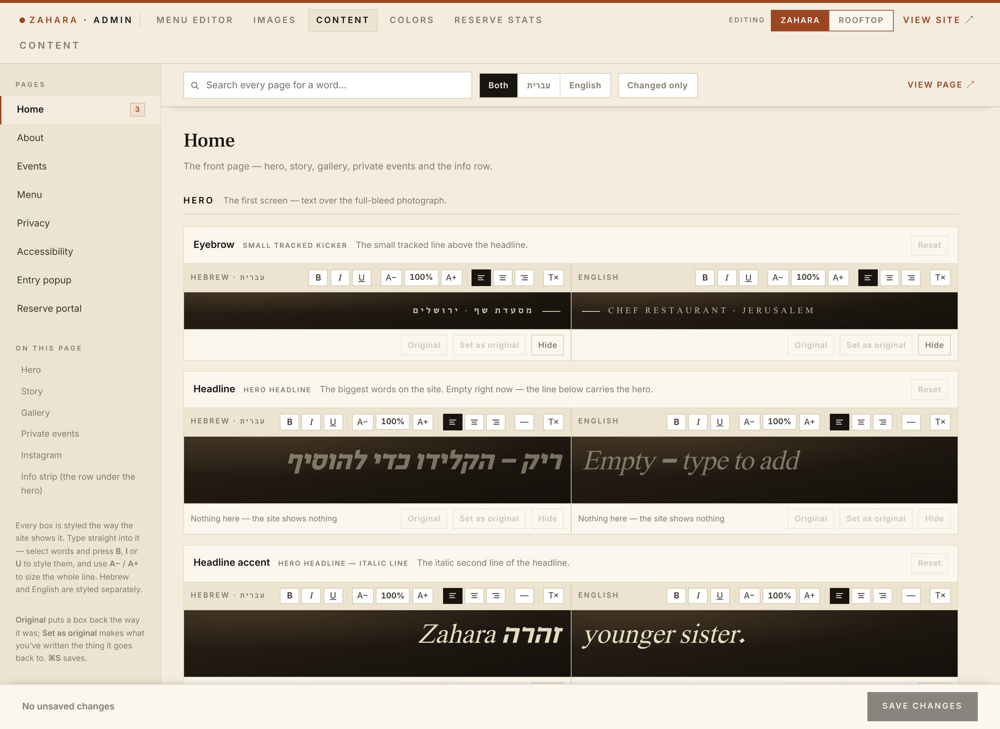 ZAHARA · ADMIN
MENU EDITOR
IMAGES
CONTENT
COLORS
RESERVE STATS
EDITING
ZAHARA
ROOFTOP
VIEW SITE ↗
CONTENT
PAGES
Home
3
About
Events
Menu
Privacy
Accessibility
Entry popup
Reserve portal
ON THIS PAGE
Hero
Story
Gallery
Private events
Instagram
Info strip (the row under the
hero)
Every box is styled the way the
site shows it. Type straight into it
— select words and press B, I or
U to style them, and use A− / A+
to size the whole line. Hebrew
and English are styled separately.
Original puts a box back the way
it was; Set as original makes what
you’ve written the thing it goes
back to. ⌘S saves.
Search every page for a word…
Both
עברית
English
Changed only
VIEW PAGE ↗
Home
The front page — hero, story, gallery, private events and the info row.
HERO The first screen — text over the full-bleed photograph.
Eyebrow SMALL TRACKED KICKER The small tracked line above the headline.
Reset
HEBREW · עברית
B I U A− 100% A+ T×
מסעדת שף · ירושלים
Original
Set as original
Hide
ENGLISH
B I U A− 100% A+ T×
CHEF RESTAURANT · JERUSALEM
Original
Set as original
Hide
Headline HERO HEADLINE The biggest words on the site. Empty right now — the line below carries the hero.
Reset
HEBREW · עברית
B I U A− 100% A+ — T×
ריק — הקלידו כדי להוסיף
Nothing here — the site shows nothing
Original
Set as original
Hide
ENGLISH
B I U A− 100% A+ — T×
Empty — type to add
Nothing here — the site shows nothing
Original
Set as original
Hide
Headline accent HERO HEADLINE — ITALIC LINE The italic second line of the headline.
Reset
HEBREW · עברית
B I U A− 100% A+ — T×
זהרה Zahara
ENGLISH
B I U A− 100% A+ — T×
younger sister.
No unsaved changes
SAVE CHANGES